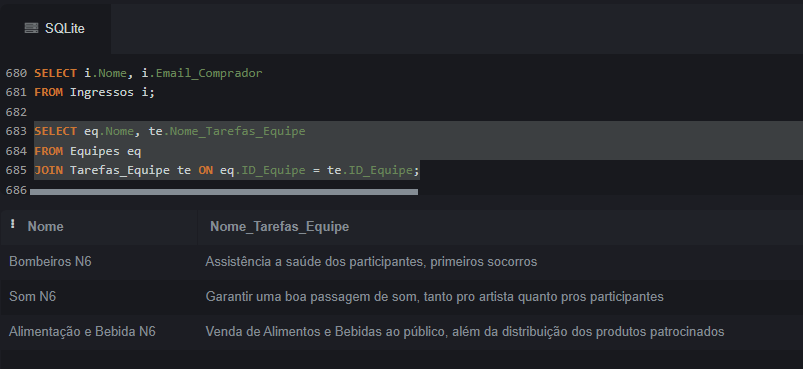 SQLite
680 SELECT i.Nome, i.Email_Comprador
681 FROM Ingressos i;
682
683 SELECT eq.Nome, te.Nome_Tarefas_Equipe
684 FROM Equipes eq
685 JOIN Tarefas_Equipe te ON eq.ID_Equipe = te.ID_Equipe;
686
Nome Nome_Tarefas_Equipe
Bombeiros N6 Assistência a saúde dos participantes, primeiros socorros
Som N6 Garantir uma boa passagem de som, tanto pro artista quanto pros participantes
Alimentação e Bebida N6 Venda de Alimentos e Bebidas ao público, além da distribuição dos produtos patrocinados